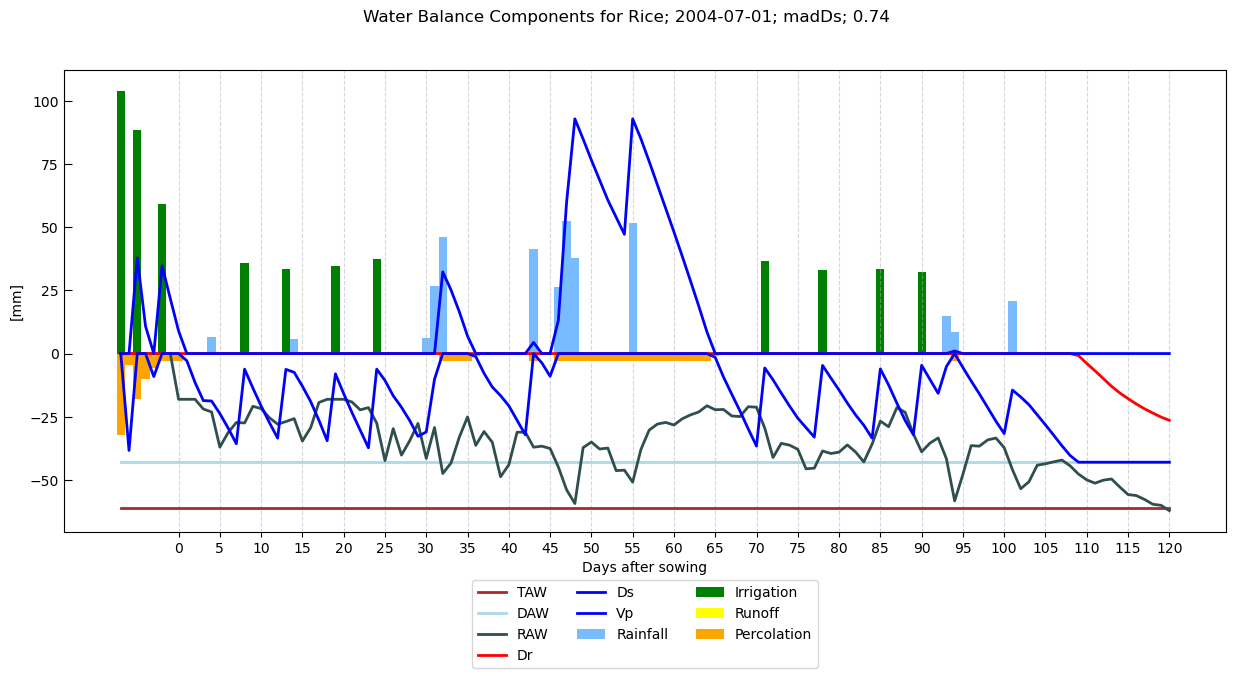 Water Balance Components for Rice; 2004-07-01; madDs; 0.74
100
75
50
25
0
−25
−50
[mm]
0 5 10 15 20 25 30 35 40 45 50 55 60 65 70 75 80 85 90 95 100 105 110 115 120
Days after sowing
TAW Ds Irrigation
DAW Vp Runoff
RAW Rainfall Percolation
Dr